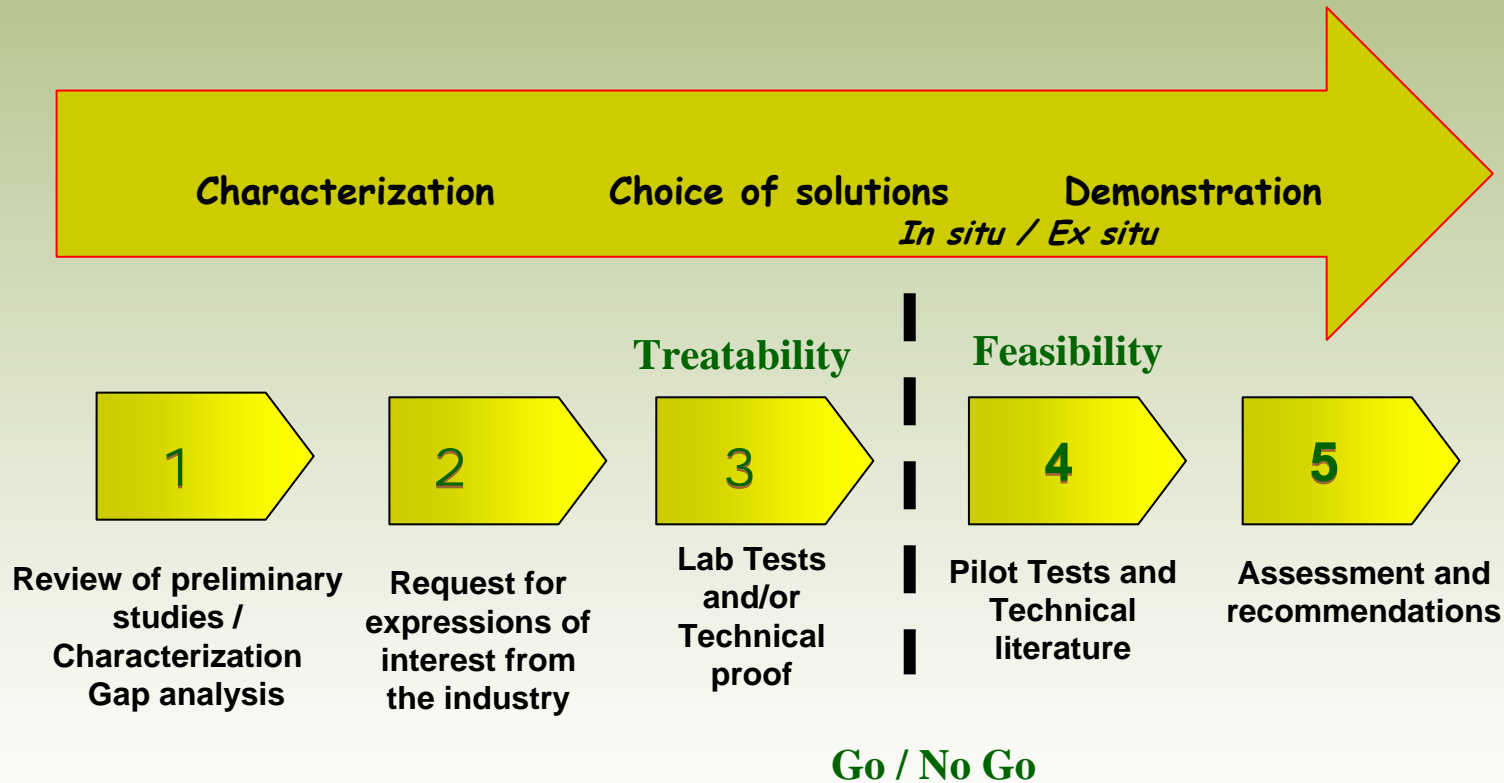 Characterization
Choice of solutions
Demonstration
In situ / Ex situ
Treatability
Feasibility
1
2
3
4
5
Review of preliminary
studies /
Characterization
Gap analysis
Request for
expressions of
interest from
the industry
Lab Tests
and/or
Technical
proof
Pilot Tests and
Technical
literature
Assessment and
recommendations
Go / No Go